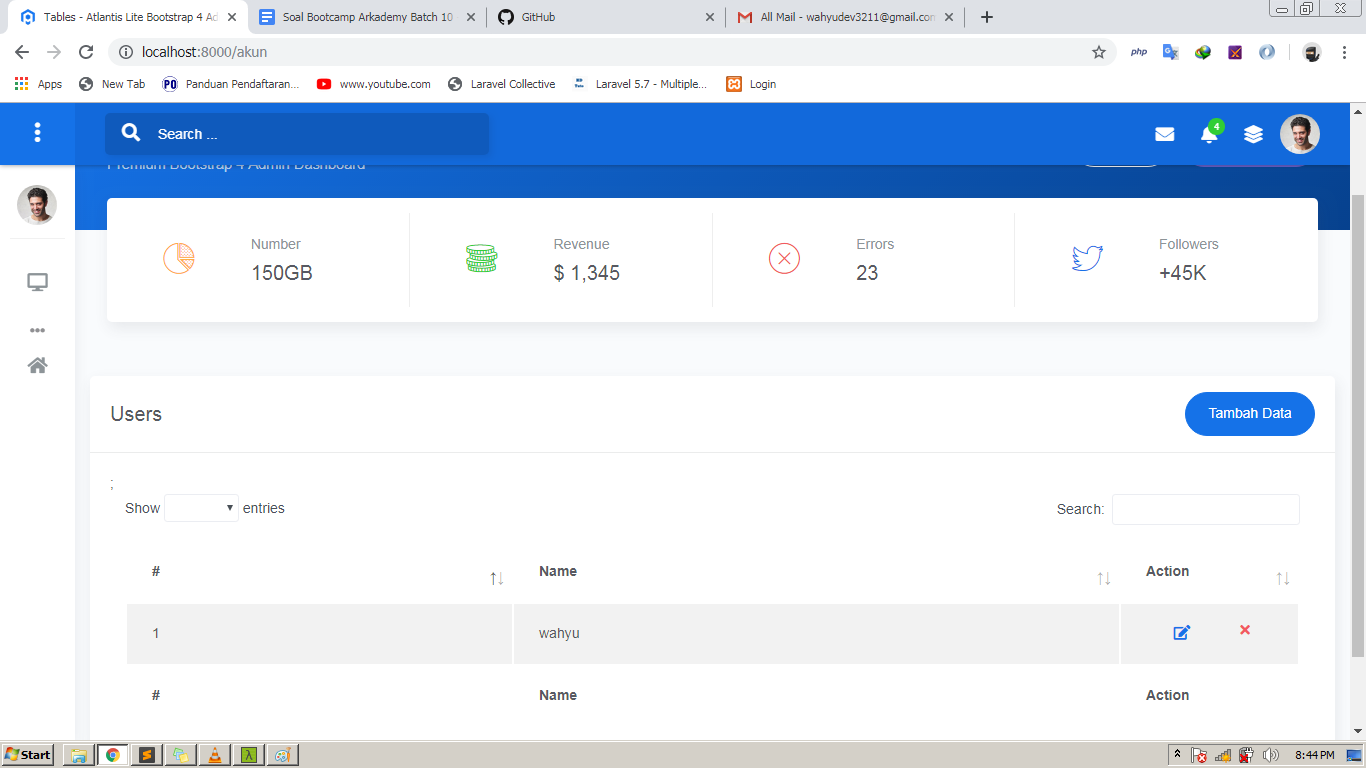 Tables - Atlantis Lite Bootstrap 4 Ad
Soal Bootcamp Arkademy Batch 10
GitHub
All Mail - wahyudev3211@gmail.con
localhost:8000/akun
php
Apps
New Tab
PO
Panduan Pendaftaran...
www.youtube.com
Laravel Collective
Laravel 5.7 - Multiple...
Login
Search ...
4
Premium Bootstrap 4 Admin Dashboard
Number
150GB
Revenue
$ 1,345
Errors
23
Followers
+45K
Users
Tambah Data
;
Show entries
Search:
# Name Action
1 wahyu
# Name Action
Start
8:44 PM